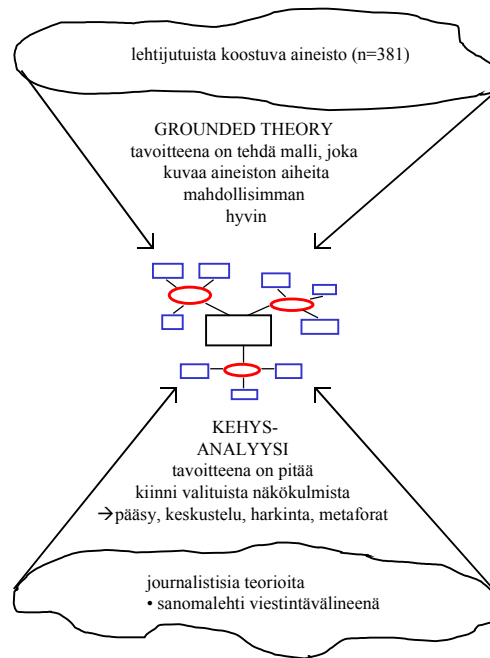 lehtijutuista koostuva aineisto (n=381)
GROUNDED THEORY
tavoitteena on tehdä malli, joka
kuvaa aineiston aiheita
mahdollisimman
hyvin
KEHYS-
ANALYYSI
tavoitteena on pitää
kiinni valituista näkökulmista
→pääsy, keskustelu, harkinta, metaforat
journalistisia teorioita
• sanomalehti viestintävälineenä